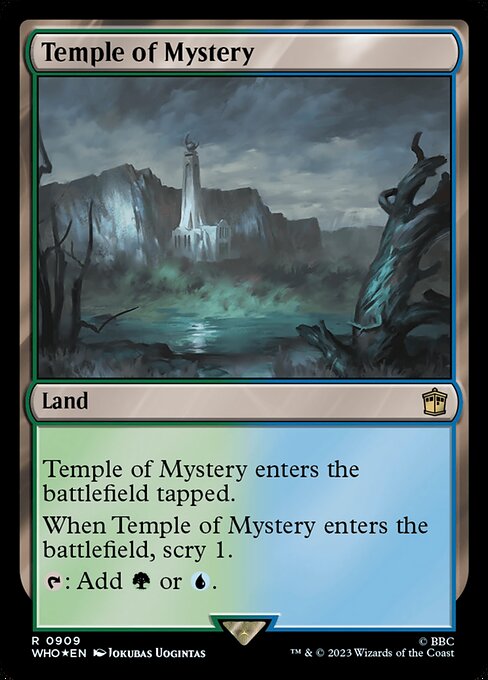 Temple of Mystery
Land
Temple of Mystery enters the
battlefield tapped.
When Temple of Mystery enters the
battlefield, scry 1.
: Add or .
R 0909
WHO★EN Jokubas Uogintas
© BBC
™ & © 2023 Wizards of the Coast